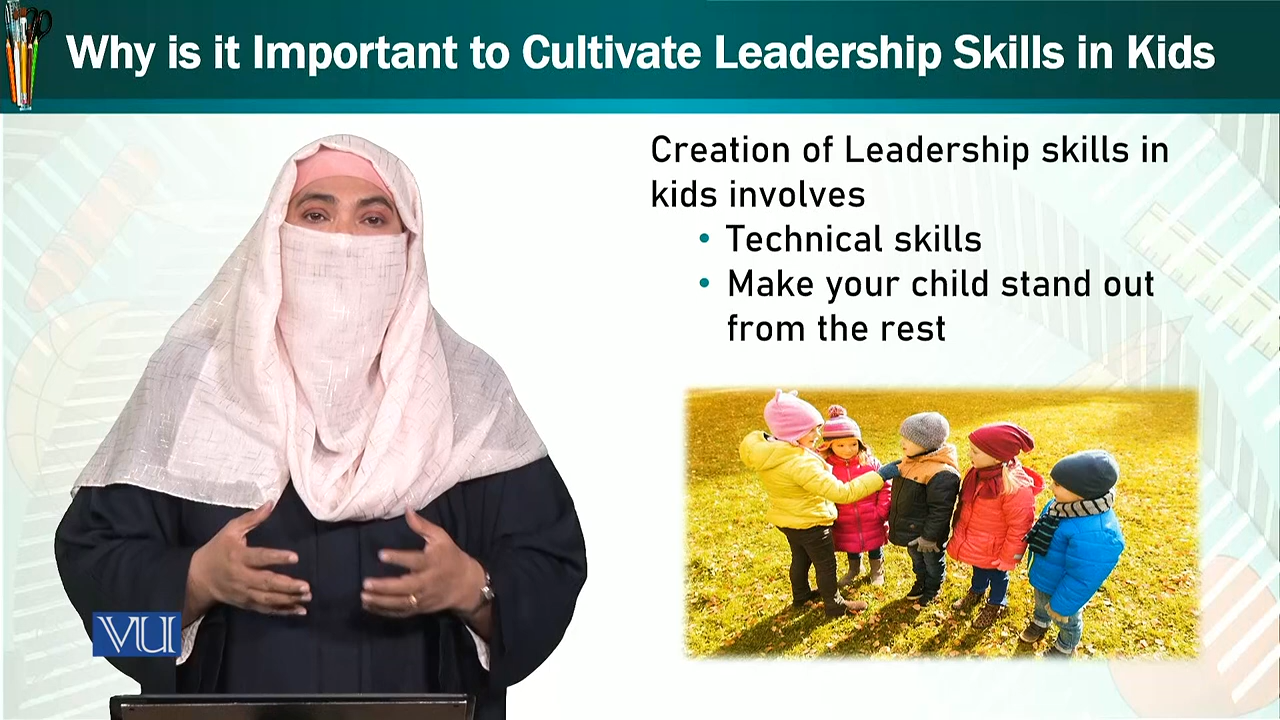 Why is it Important to Cultivate Leadership Skills in Kids
Creation of Leadership skills in
kids involves
• Technical skills
• Make your child stand out
from the rest
VU